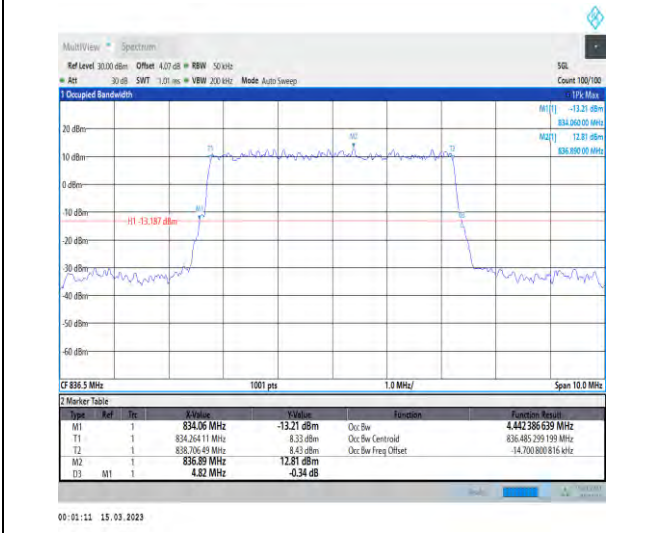 MultiView Spectrum
Ref Level 30.00 dBm Offset 4.07 dB RBW 50 kHz SGL
Att 30 dB SWT 1.01 ms VBW 200 kHz Mode Auto Sweep Count 100/100
1 Occupied Bandwidth 1Pk Max
M1[1] -13.21 dBm
834.060 00 MHz
M2[1] 12.81 dBm
836.890 00 MHz
20 dBm
M2
T1 T2
10 dBm
0 dBm
-10 dBm
M1
H1 -13.187 dBm
-20 dBm
-30 dBm
-40 dBm
-50 dBm
-60 dBm
CF 836.5 MHz 1001 pts 1.0 MHz/ Span 10.0 MHz
2 Marker Table
Type Ref Trc X-Value Y-Value Function Function Result
M1 1 834.06 MHz -13.21 dBm Occ Bw 4.442 386 639 MHz
T1 1 834.264 11 MHz 8.33 dBm Occ Bw Centroid 836.485 299 199 MHz
T2 1 838.706 49 MHz 8.43 dBm Occ Bw Freq Offset -14.700 800 816 kHz
M2 1 836.89 MHz 12.81 dBm
D3 M1 1 4.82 MHz -0.34 dB
00:01:11 15.03.2023